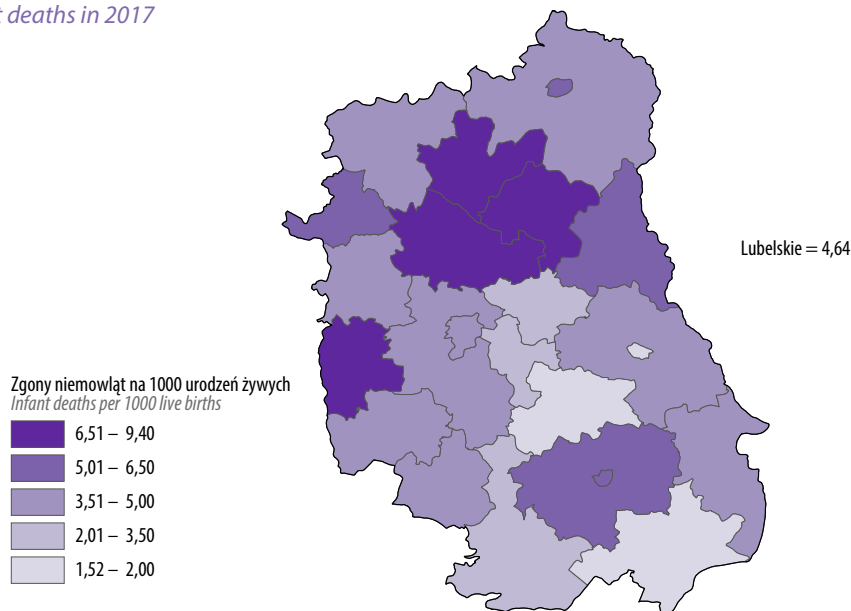 deaths in 2017
Lubelskie = 4,64
Zgony niemowląt na 1000 urodzeń żywych
Infant deaths per 1000 live births
6,51 – 9,40
5,01 – 6,50
3,51 – 5,00
2,01 – 3,50
1,52 – 2,00